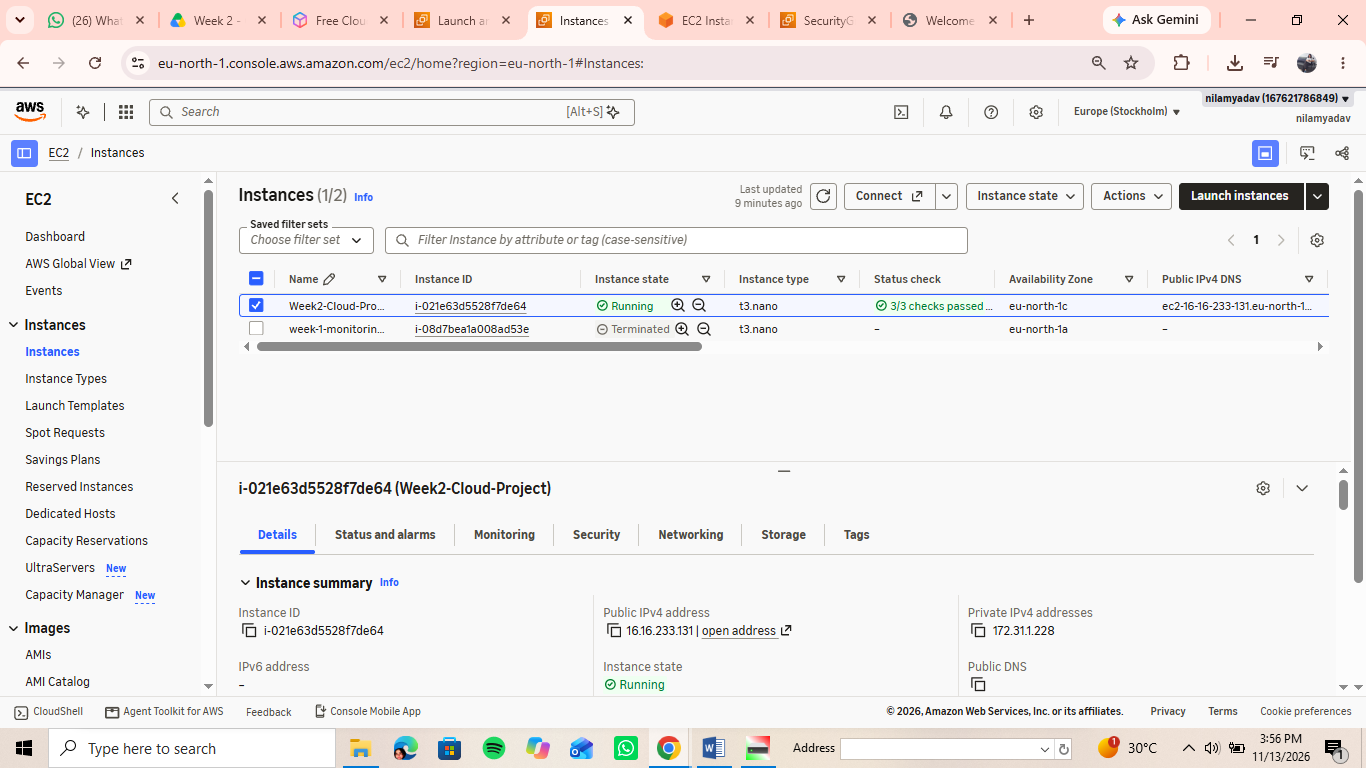 (26) What
Week 2 -
Free Clou
Launch an
Instances
EC2 Insta
SecurityG
Welcome
Ask Gemini
eu-north-1.console.aws.amazon.com/ec2/home?region=eu-north-1#Instances:
aws
Search
[Alt+S]
Europe (Stockholm)
nilamyadav (167621786849)
nilamyadav
EC2 / Instances
EC2
Dashboard
AWS Global View
Events
Instances
Instances
Instance Types
Launch Templates
Spot Requests
Savings Plans
Reserved Instances
Dedicated Hosts
Capacity Reservations
UltraServers New
Capacity Manager New
Images
AMIs
AMI Catalog
Instances (1/2) Info
Last updated
9 minutes ago
Connect
Instance state
Actions
Launch instances
Saved filter sets
Choose filter set
Filter Instance by attribute or tag (case-sensitive)
1
Name Instance ID Instance state Instance type Status check Availability Zone Public IPv4 DNS
Week2-Cloud-Pro... i-021e63d5528f7de64 Running t3.nano 3/3 checks passed ... eu-north-1c ec2-16-16-233-131.eu-north-1...
week-1-monitorin... i-08d7bea1a008ad53e Terminated t3.nano – eu-north-1a –
i-021e63d5528f7de64 (Week2-Cloud-Project)
Details Status and alarms Monitoring Security Networking Storage Tags
Instance summary Info
Instance ID
i-021e63d5528f7de64
Public IPv4 address
16.16.233.131 | open address
Private IPv4 addresses
172.31.1.228
IPv6 address
–
Instance state
Running
Public DNS
CloudShell Agent Toolkit for AWS Feedback Console Mobile App
© 2026, Amazon Web Services, Inc. or its affiliates. Privacy Terms Cookie preferences
Type here to search
Address
1
30°C
3:56 PM
11/13/2026
1